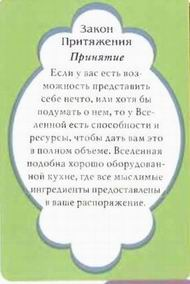 Закон
Притяжения
Принятие
Если у вас есть воз-
можность представить
себе нечто, или хотя бы
подумать о нем, то у Все-
ленной есть способности и
ресурсы, чтобы дать вам это
в полном объеме. Вселенная
подобна хорошо оборудован-
ной кухне, где все мыслимые
ингредиенты предоставлены
в ваше распоряжение.